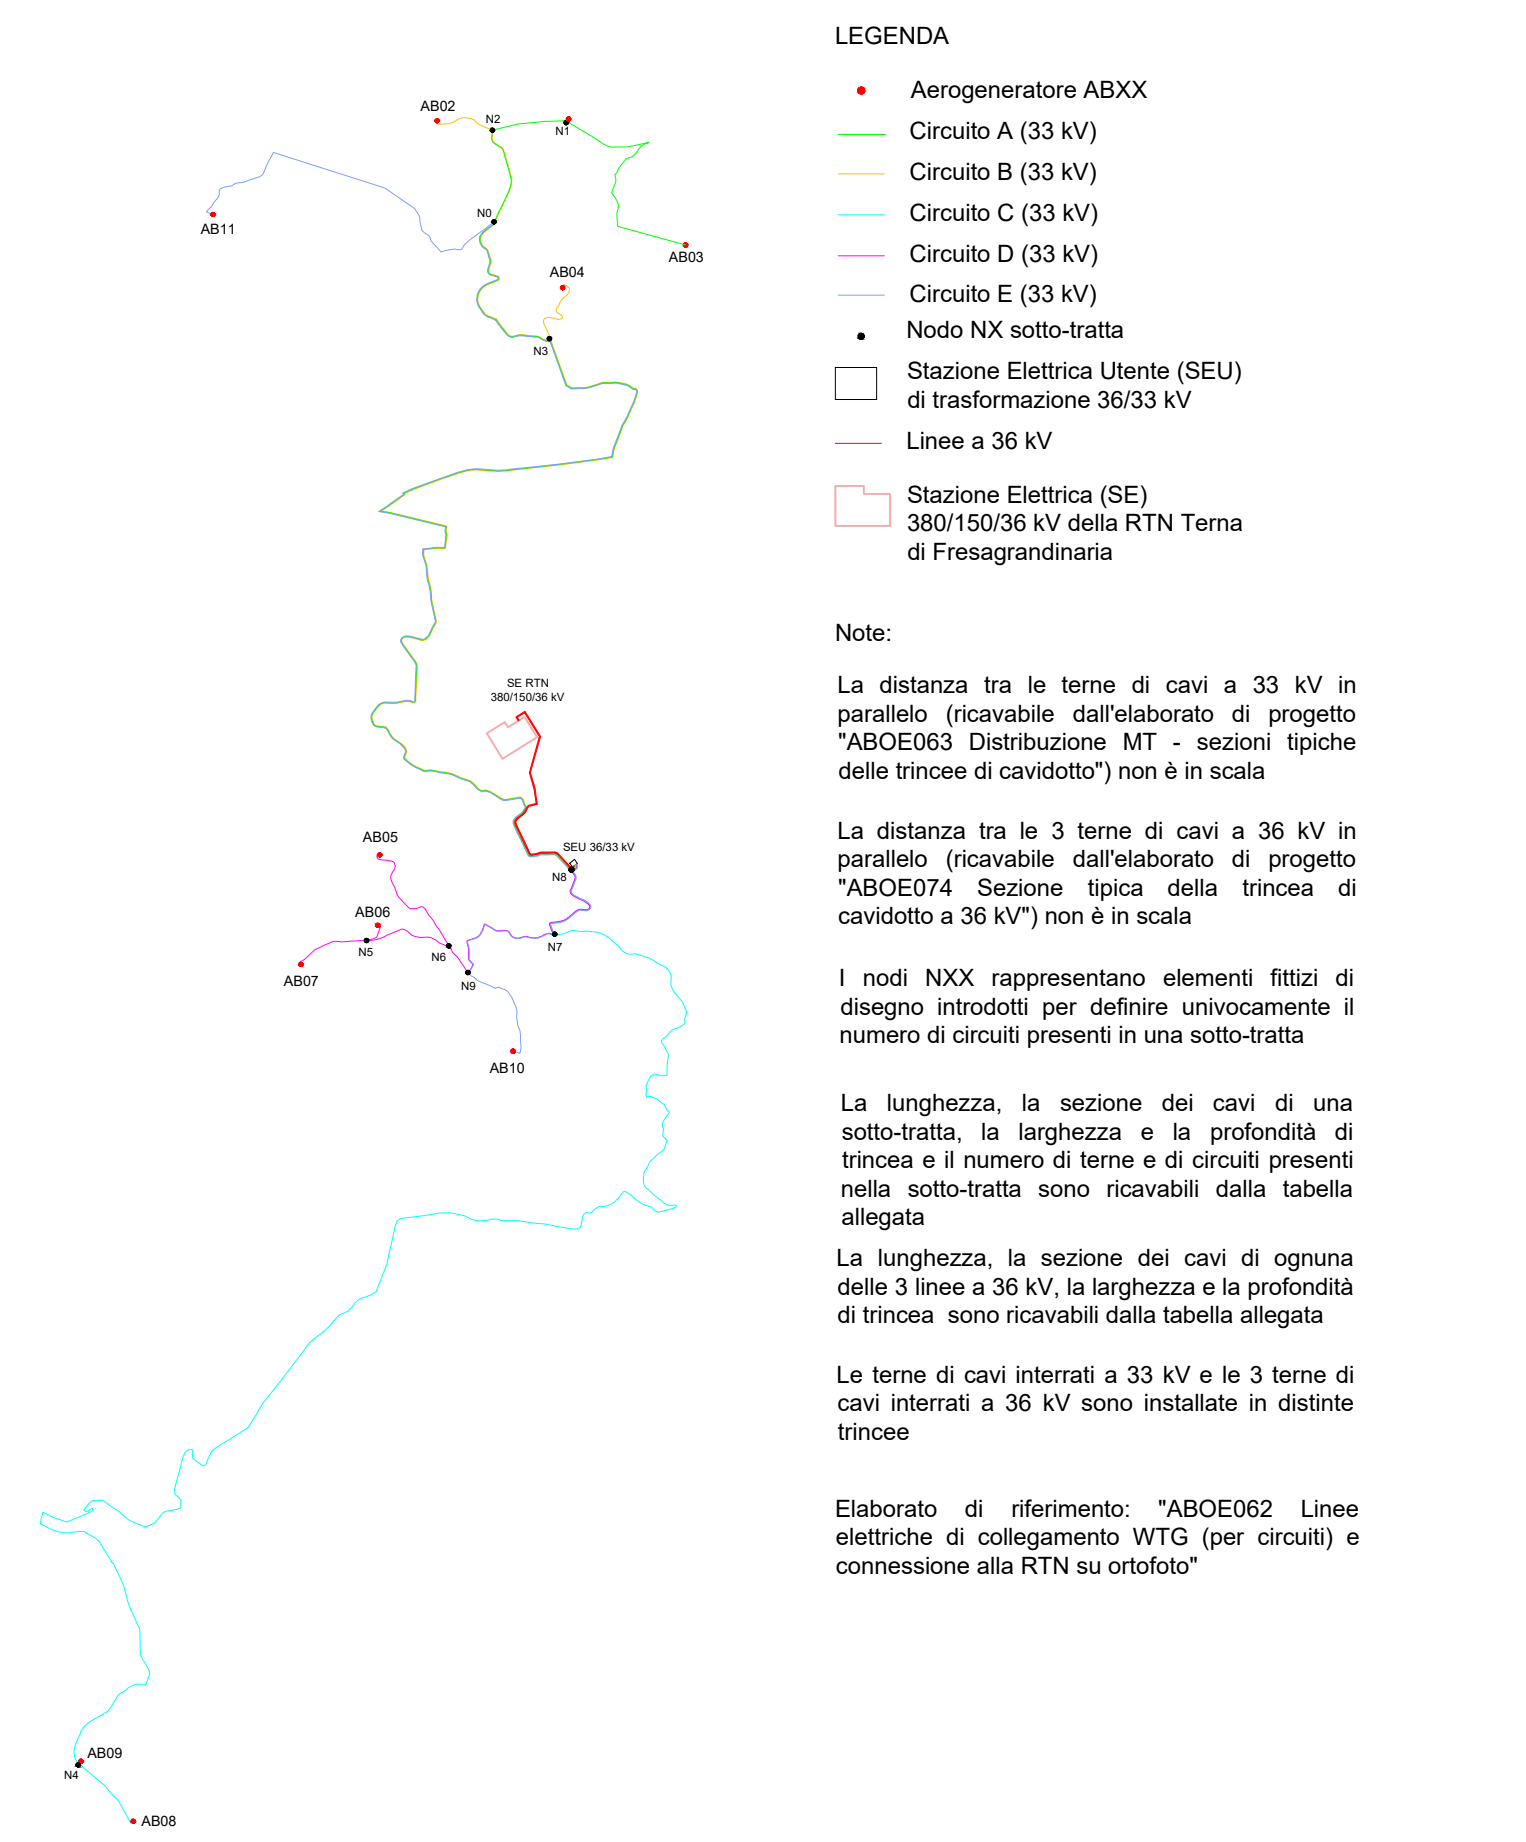 AB02
N2
N1
AB11
N0
AB03
AB04
N3
SE RTN
380/150/36 kV
AB05
SEU 36/33 kV
N8
AB06
N5
N6
N7
AB07
N9
AB10
AB09
N4
AB08
LEGENDA
Aerogeneratore ABXX
Circuito A (33 kV)
Circuito B (33 kV)
Circuito C (33 kV)
Circuito D (33 kV)
Circuito E (33 kV)
Nodo NX sotto-tratta
Stazione Elettrica Utente (SEU)
di trasformazione 36/33 kV
Linee a 36 kV
Stazione Elettrica (SE)
380/150/36 kV della RTN Terna
di Fresagrandinaria
Note:
La distanza tra le terne di cavi a 33 kV in
parallelo (ricavabile dall'elaborato di progetto
"ABOE063 Distribuzione MT - sezioni tipiche
delle trincee di cavidotto") non è in scala
La distanza tra le 3 terne di cavi a 36 kV in
parallelo (ricavabile dall'elaborato di progetto
"ABOE074 Sezione tipica della trincea di
cavidotto a 36 kV") non è in scala
I nodi NXX rappresentano elementi fittizi di
disegno introdotti per definire univocamente il
numero di circuiti presenti in una sotto-tratta
La lunghezza, la sezione dei cavi di una
sotto-tratta, la larghezza e la profondità di
trincea e il numero di terne e di circuiti presenti
nella sotto-tratta sono ricavabili dalla tabella
allegata
La lunghezza, la sezione dei cavi di ognuna
delle 3 linee a 36 kV, la larghezza e la profondità
di trincea sono ricavabili dalla tabella allegata
Le terne di cavi interrati a 33 kV e le 3 terne di
cavi interrati a 36 kV sono installate in distinte
trincee
Elaborato di riferimento: "ABOE062 Linee
elettriche di collegamento WTG (per circuiti) e
connessione alla RTN su ortofoto"